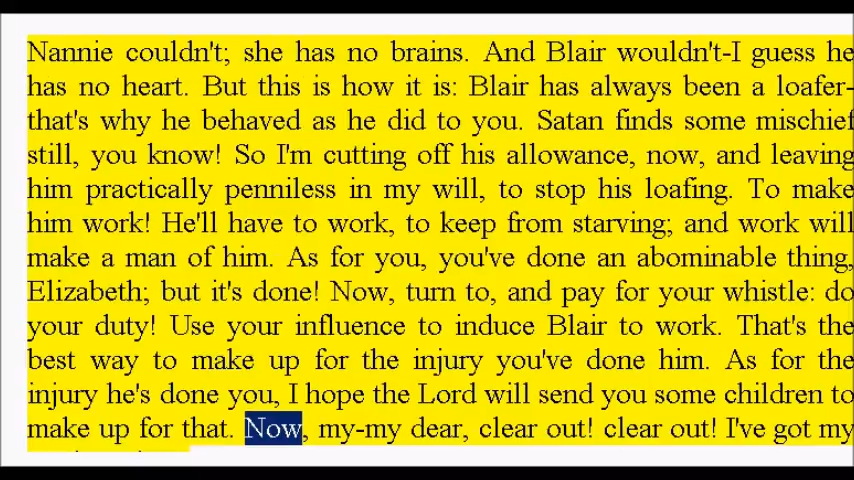 Nannie couldn't; she has no brains. And Blair wouldn't-I guess he
has no heart. But this is how it is: Blair has always been a loafer-
that's why he behaved as he did to you. Satan finds some mischief
still, you know! So I'm cutting off his allowance, now, and leaving
him practically penniless in my will, to stop his loafing. To make
him work! He'll have to work, to keep from starving; and work will
make a man of him. As for you, you've done an abominable thing,
Elizabeth; but it's done! Now, turn to, and pay for your whistle: do
your duty! Use your influence to induce Blair to work. That's the
best way to make up for the injury you've done him. As for the
injury he's done you, I hope the Lord will send you some children to
make up for that. Now, my-my dear, clear out! clear out! I've got my